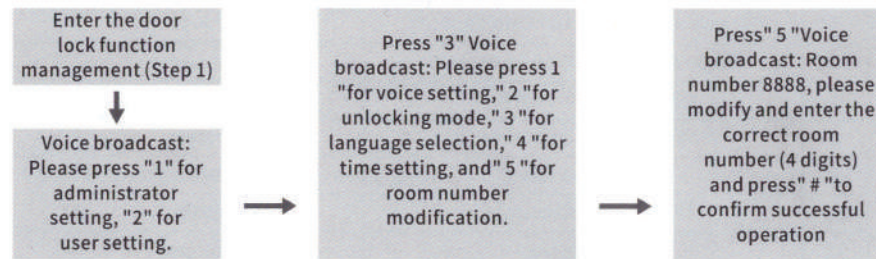 Enter the door
lock function
management (Step 1)
Voice broadcast:
Please press "1" for
administrator
setting, "2" for
user setting.
Press "3" Voice
broadcast: Please press 1
"for voice setting," 2 "for
unlocking mode," 3 "for
language selection," 4 "for
time setting, and" 5 "for
room number
modification.
Press" 5 "Voice
broadcast: Room
number 8888, please
modify and enter the
correct room
number (4 digits)
and press" # "to
confirm successful
operation